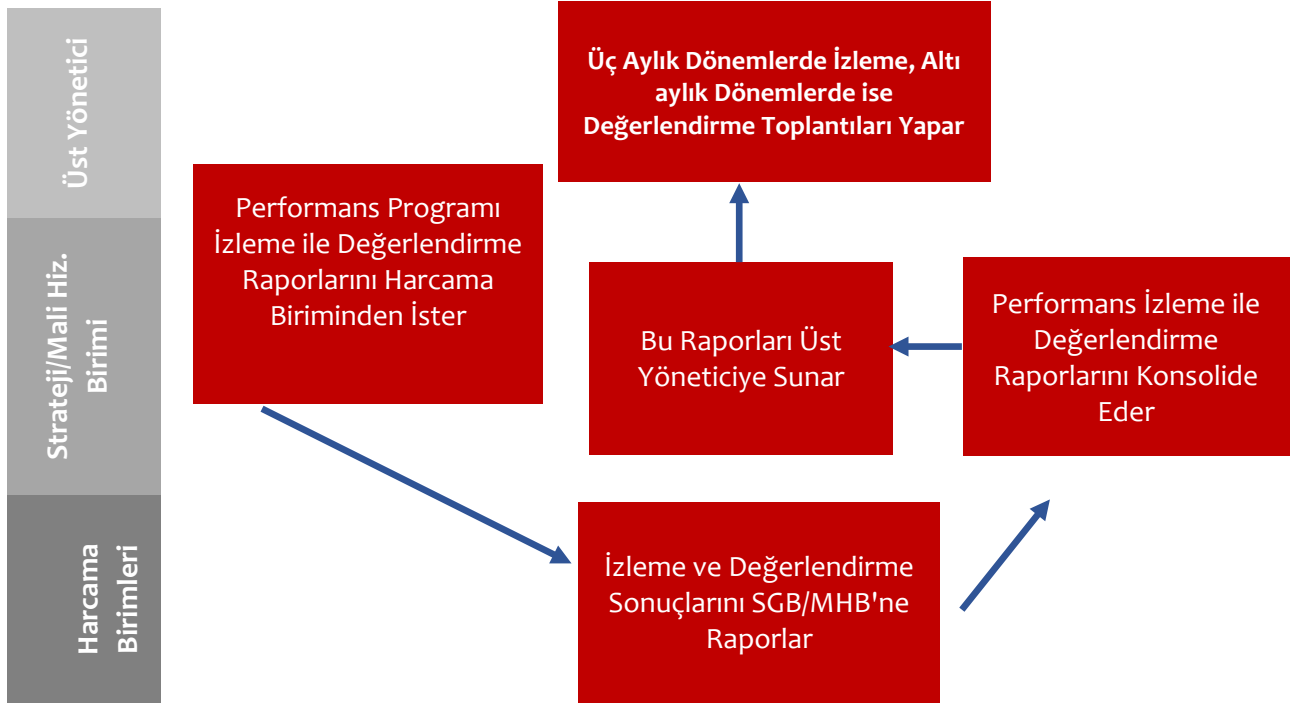 Üst Yönetici
Strateji/Mali Hiz.
Birimi
Harcama
Birimleri
Performans Programı
İzleme ile Değerlendirme
Raporlarını Harcama
Biriminden İster
Üç Aylık Dönemlerde İzleme, Altı
aylık Dönemlerde ise
Değerlendirme Toplantıları Yapar
Bu Raporları Üst
Yöneticiye Sunar
Performans İzleme ile
Değerlendirme
Raporlarını Konsolide
Eder
İzleme ve Değerlendirme
Sonuçlarını SGB/MHB'ne
Raporlar